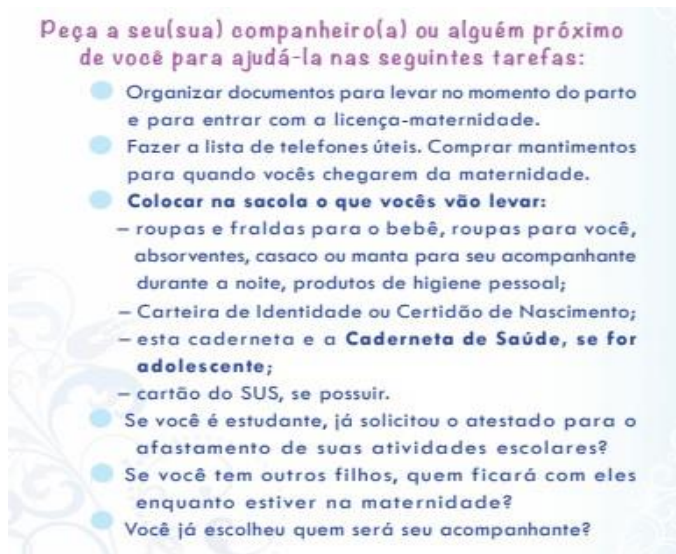 Peça a seu(sua) companheiro(a) ou alguém próximo
de você para ajudá-la nas seguintes tarefas:
Organizar documentos para levar no momento do parto
e para entrar com a licença-maternidade.
Fazer a lista de telefones úteis. Comprar mantimentos
para quando vocês chegarem da maternidade.
Colocar na sacola o que vocês vão levar:
– roupas e fraldas para o bebê, roupas para você,
absorventes, casaco ou manta para seu acompanhante
durante a noite, produtos de higiene pessoal;
– Carteira de Identidade ou Certidão de Nascimento;
– esta caderneta e a Caderneta de Saúde, se for
adolescente;
– cartão do SUS, se possuir.
Se você é estudante, já solicitou o atestado para o
afastamento de suas atividades escolares?
Se você tem outros filhos, quem ficará com eles
enquanto estiver na maternidade?
Você já escolheu quem será seu acompanhante?